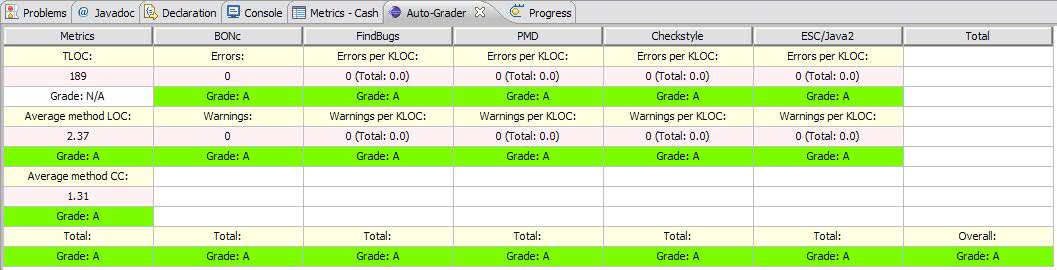 Problems @ Javadoc Declaration Console Metrics - Cash Auto-Grader Progress
Metrics BONc FindBugs PMD Checkstyle ESC/Java2 Total
TLOC: Errors: Errors per KLOC: Errors per KLOC: Errors per KLOC: Errors per KLOC:
189 0 0 (Total: 0.0) 0 (Total: 0.0) 0 (Total: 0.0) 0 (Total: 0.0)
Grade: N/A Grade: A Grade: A Grade: A Grade: A Grade: A
Average method LOC: Warnings: Warnings per KLOC: Warnings per KLOC: Warnings per KLOC: Warnings per KLOC:
2.37 0 0 (Total: 0.0) 0 (Total: 0.0) 0 (Total: 0.0) 0 (Total: 0.0)
Grade: A Grade: A Grade: A Grade: A Grade: A Grade: A
Average method CC:
1.31
Grade: A
Total: Total: Total: Total: Total: Total: Overall:
Grade: A Grade: A Grade: A Grade: A Grade: A Grade: A Grade: A